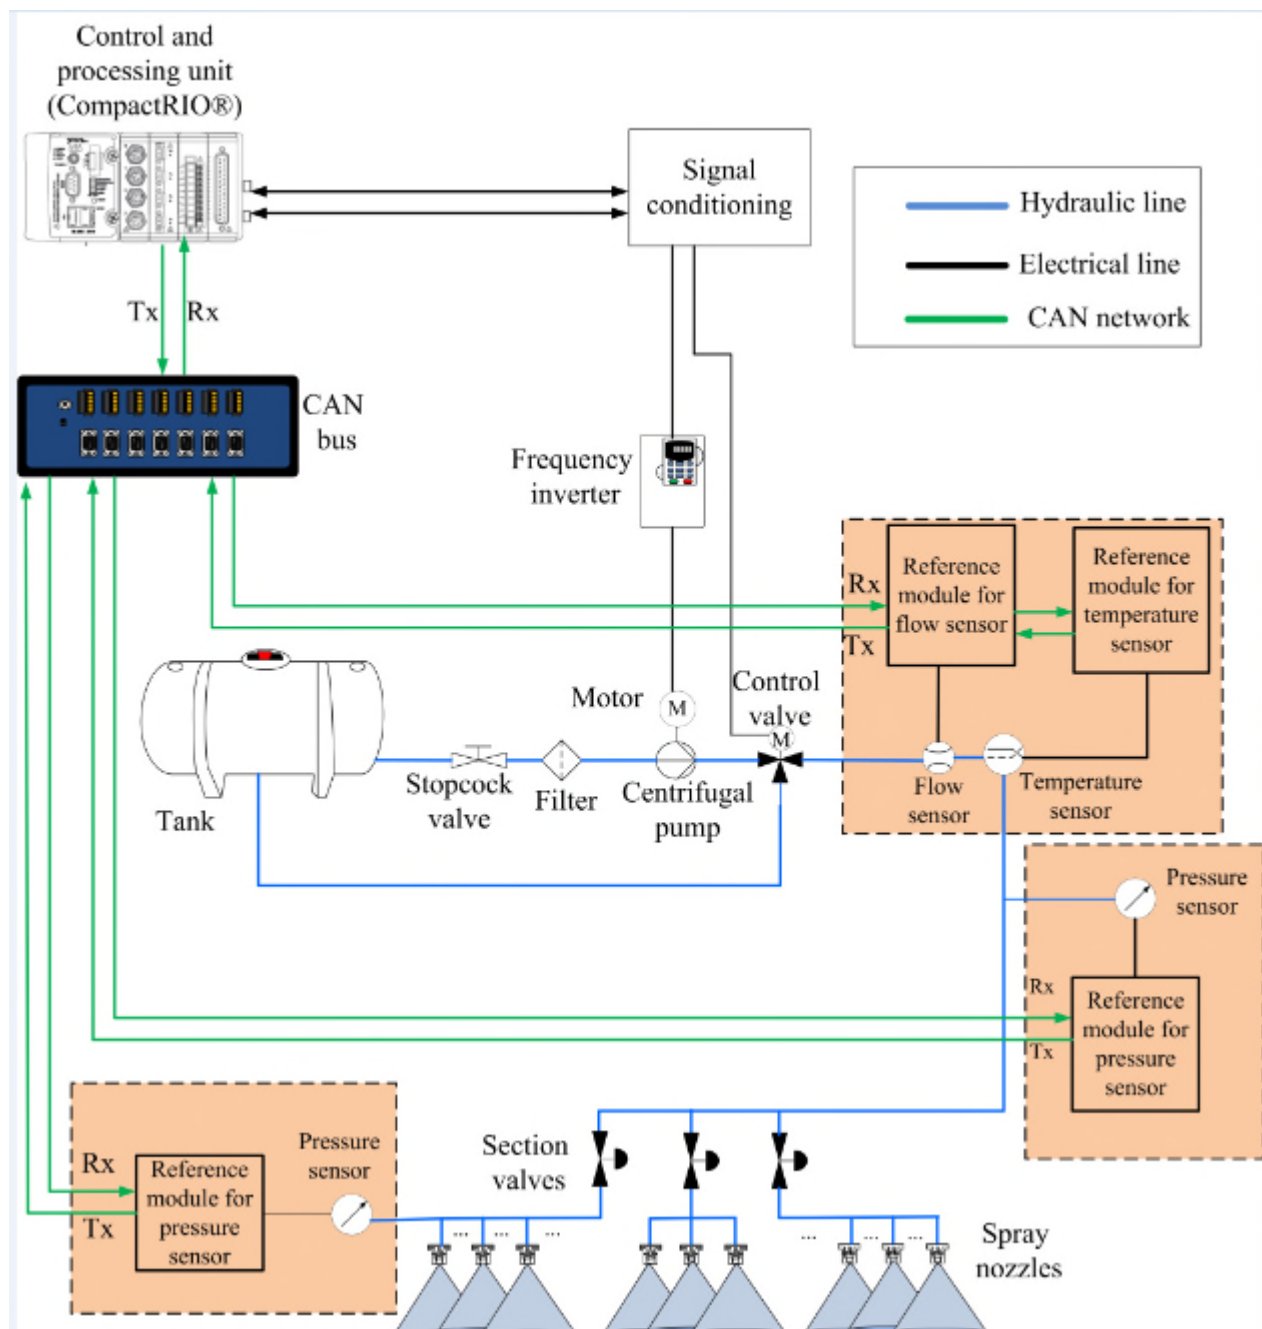 Control and
processing unit
(CompactRIO®)
Signal
conditioning
Hydraulic line
Electrical line
CAN network
Tx
Rx
CAN
bus
Frequency
inverter
Reference
module for
flow sensor
Reference
module for
temperature
sensor
Rx
Tx
Motor
M
Control
valve
M
Tank
Stopcock
valve
Filter
Centrifugal
pump
Flow
sensor
Temperature
sensor
Pressure
sensor
Rx
Tx
Reference
module for
pressure
sensor
Section
valves
Pressure
sensor
Rx
Tx
Reference
module for
pressure
sensor
... ... ...
... ... ...
Spray
nozzles